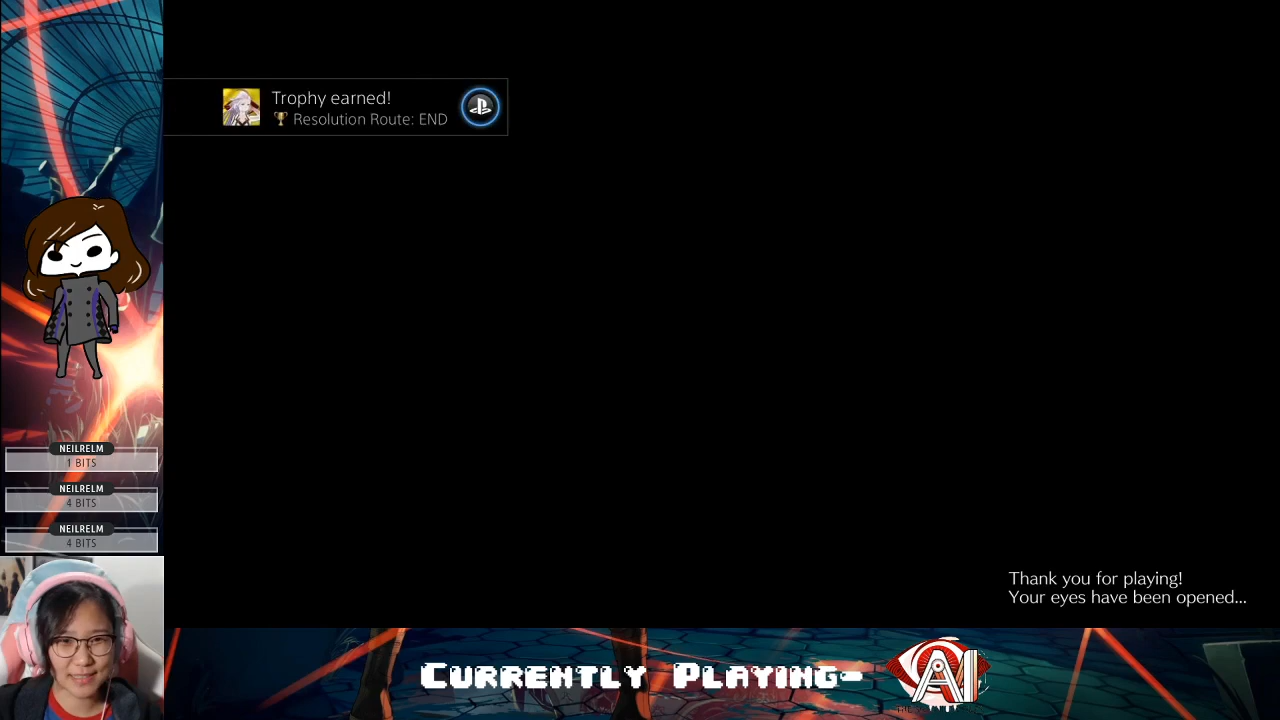 Trophy earned!
Resolution Route: END
NEILRELM
1 BITS
NEILRELM
4 BITS
NEILRELM
4 BITS
Thank you for playing!
Your eyes have been opened...
CURRENTLY PLAYING-
AI